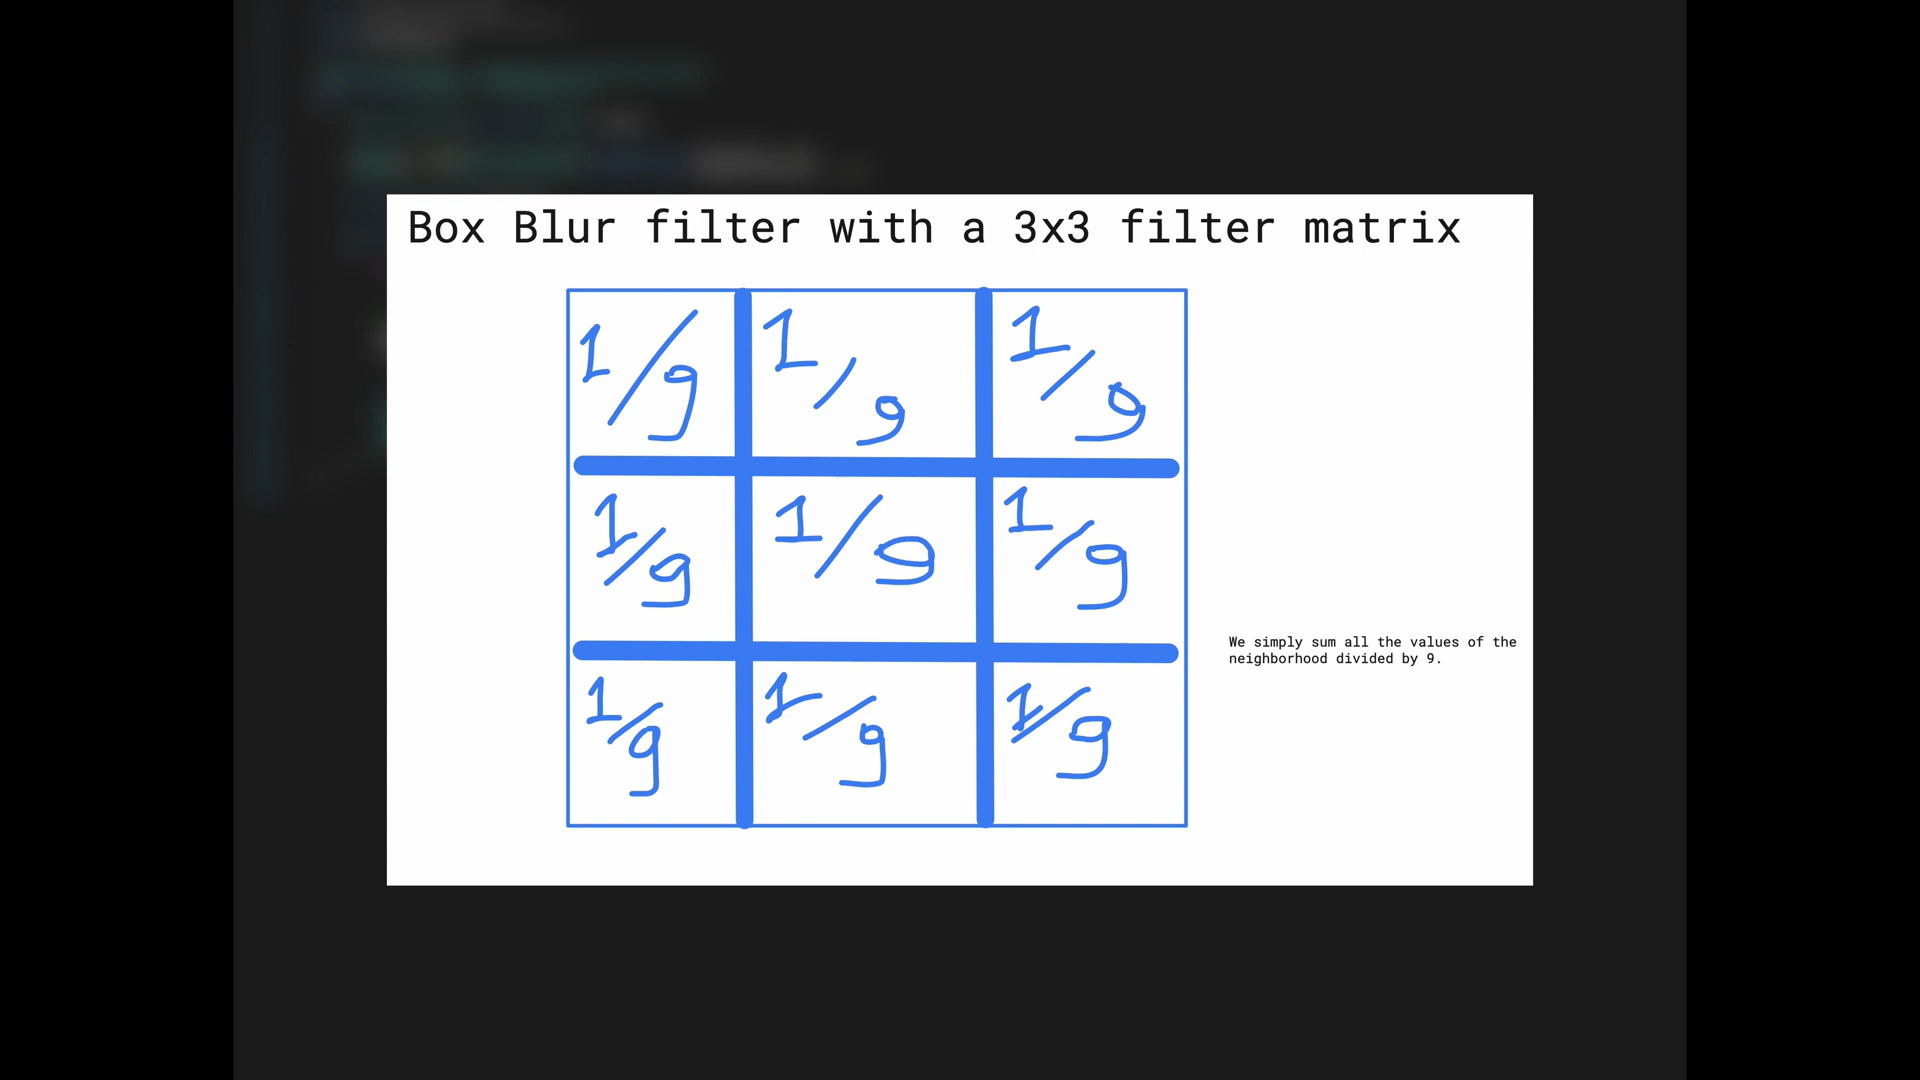 Box Blur filter with a 3x3 filter matrix
1/9 1/9 1/9
1/9 1/9 1/9
1/9 1/9 1/9
We simply sum all the values of the
neighborhood divided by 9.